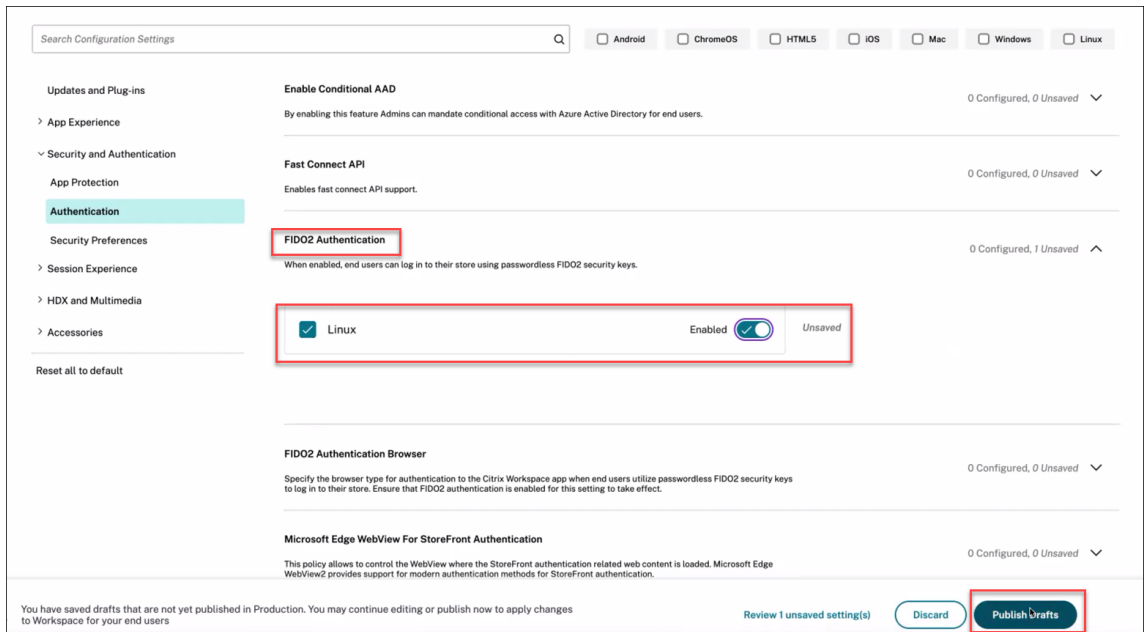 Search Configuration Settings
Android
ChromeOS
HTML5
iOS
Mac
Windows
Linux
Updates and Plug-ins
App Experience
Security and Authentication
App Protection
Authentication
Security Preferences
Session Experience
HDX and Multimedia
Accessories
Reset all to default
Enable Conditional AAD
0 Configured, 0 Unsaved
By enabling this feature Admins can mandate conditional access with Azure Active Directory for end users.
Fast Connect API
0 Configured, 0 Unsaved
Enables fast connect API support.
FIDO2 Authentication
0 Configured, 1 Unsaved
When enabled, end users can log in to their store using passwordless FIDO2 security keys.
Linux
Enabled
Unsaved
FIDO2 Authentication Browser
0 Configured, 0 Unsaved
Specify the browser type for authentication to the Citrix Workspace app when end users utilize passwordless FIDO2 security keys
to log in to their store. Ensure that FIDO2 authentication is enabled for this setting to take effect.
Microsoft Edge WebView For StoreFront Authentication
0 Configured, 0 Unsaved
This policy allows to control the WebView where the StoreFront authentication related web content is loaded. Microsoft Edge
WebView2 provides support for modern authentication methods for StoreFront authentication.
You have saved drafts that are not yet published in Production. You may continue editing or publish now to apply changes
to Workspace for your end users
Review 1 unsaved setting(s)
Discard
Publish Drafts